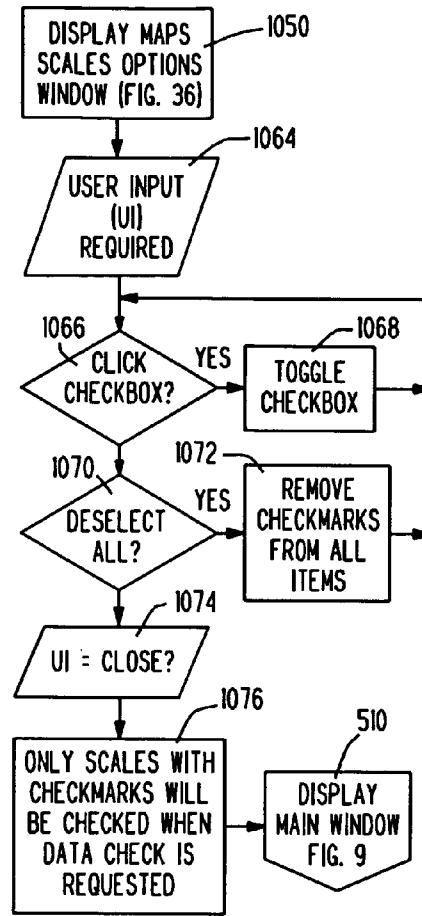 DISPLAY MAPS
SCALES OPTIONS
WINDOW (FIG. 36)
1050
1064
USER INPUT
(UI)
REQUIRED
1066
CLICK
CHECKBOX?
YES
1068
TOGGLE
CHECKBOX
1070
DESELECT
ALL?
YES
1072
REMOVE
CHECKMARKS
FROM ALL
ITEMS
1074
UI = CLOSE?
1076
ONLY SCALES WITH
CHECKMARKS WILL
BE CHECKED WHEN
DATA CHECK IS
REQUESTED
510
DISPLAY
MAIN WINDOW
FIG. 9